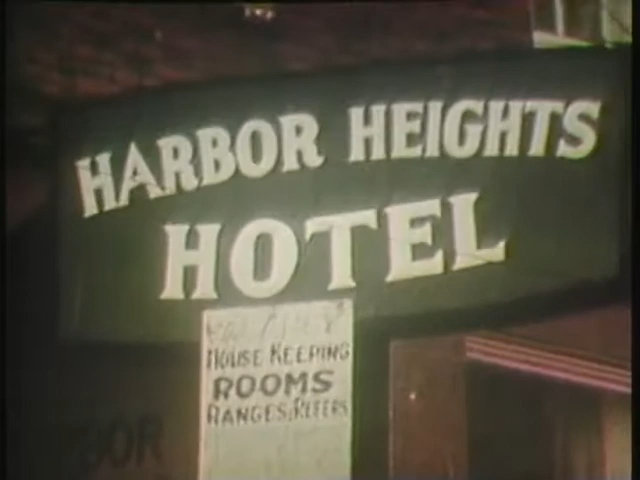 HARBOR HEIGHTS
HOTEL
HOUSE KEEPING
ROOMS
RANGES, REFERS